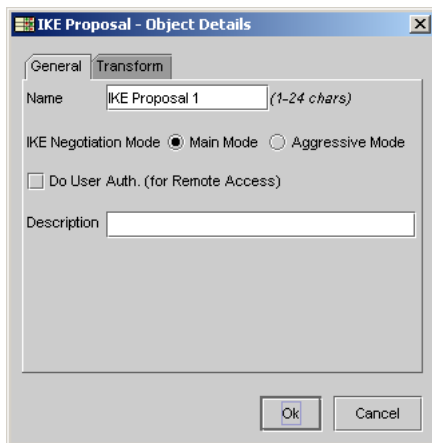 IKE Proposal - Object Details
General Transform
Name IKE Proposal 1 (1-24 chars)
IKE Negotiation Mode Main Mode Aggressive Mode
Do User Auth. (for Remote Access)
Description
Ok Cancel